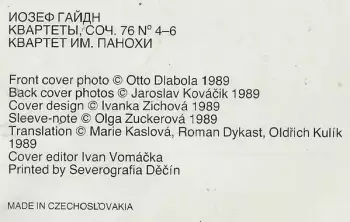 ИОЗЕФ ГАЙДН
КВАРТЕТЫ, СОЧ. 76 № 4–6
КВАРТЕТ ИМ. ПАНОХИ
Front cover photo © Otto Dlabola 1989
Back cover photos © Jaroslav Kováčik 1989
Cover design © Ivanka Zichová 1989
Sleeve-note © Olga Zuckerová 1989
Translation © Marie Kaslová, Roman Dykast, Oldřich Kulík
1989
Cover editor Ivan Vomáčka
Printed by Severografia Děčín
MADE IN CZECHOSLOVAKIA